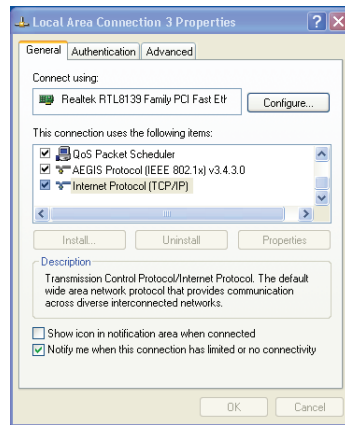 Local Area Connection 3 Properties
General Authentication Advanced
Connect using:
Realtek RTL8139 Family PCI Fast Eth
Configure...
This connection uses the following items:
QoS Packet Scheduler
AEGIS Protocol (IEEE 802.1x) v3.4.3.0
Internet Protocol (TCP/IP)
Install... Uninstall Properties
Description
Transmission Control Protocol/Internet Protocol. The default
wide area network protocol that provides communication
across diverse interconnected networks.
Show icon in notification area when connected
Notify me when this connection has limited or no connectivity
OK Cancel